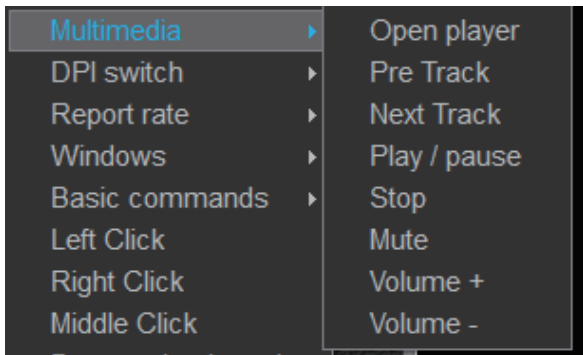 Multimedia
DPI switch
Report rate
Windows
Basic commands
Left Click
Right Click
Middle Click
Open player
Pre Track
Next Track
Play / pause
Stop
Mute
Volume +
Volume -